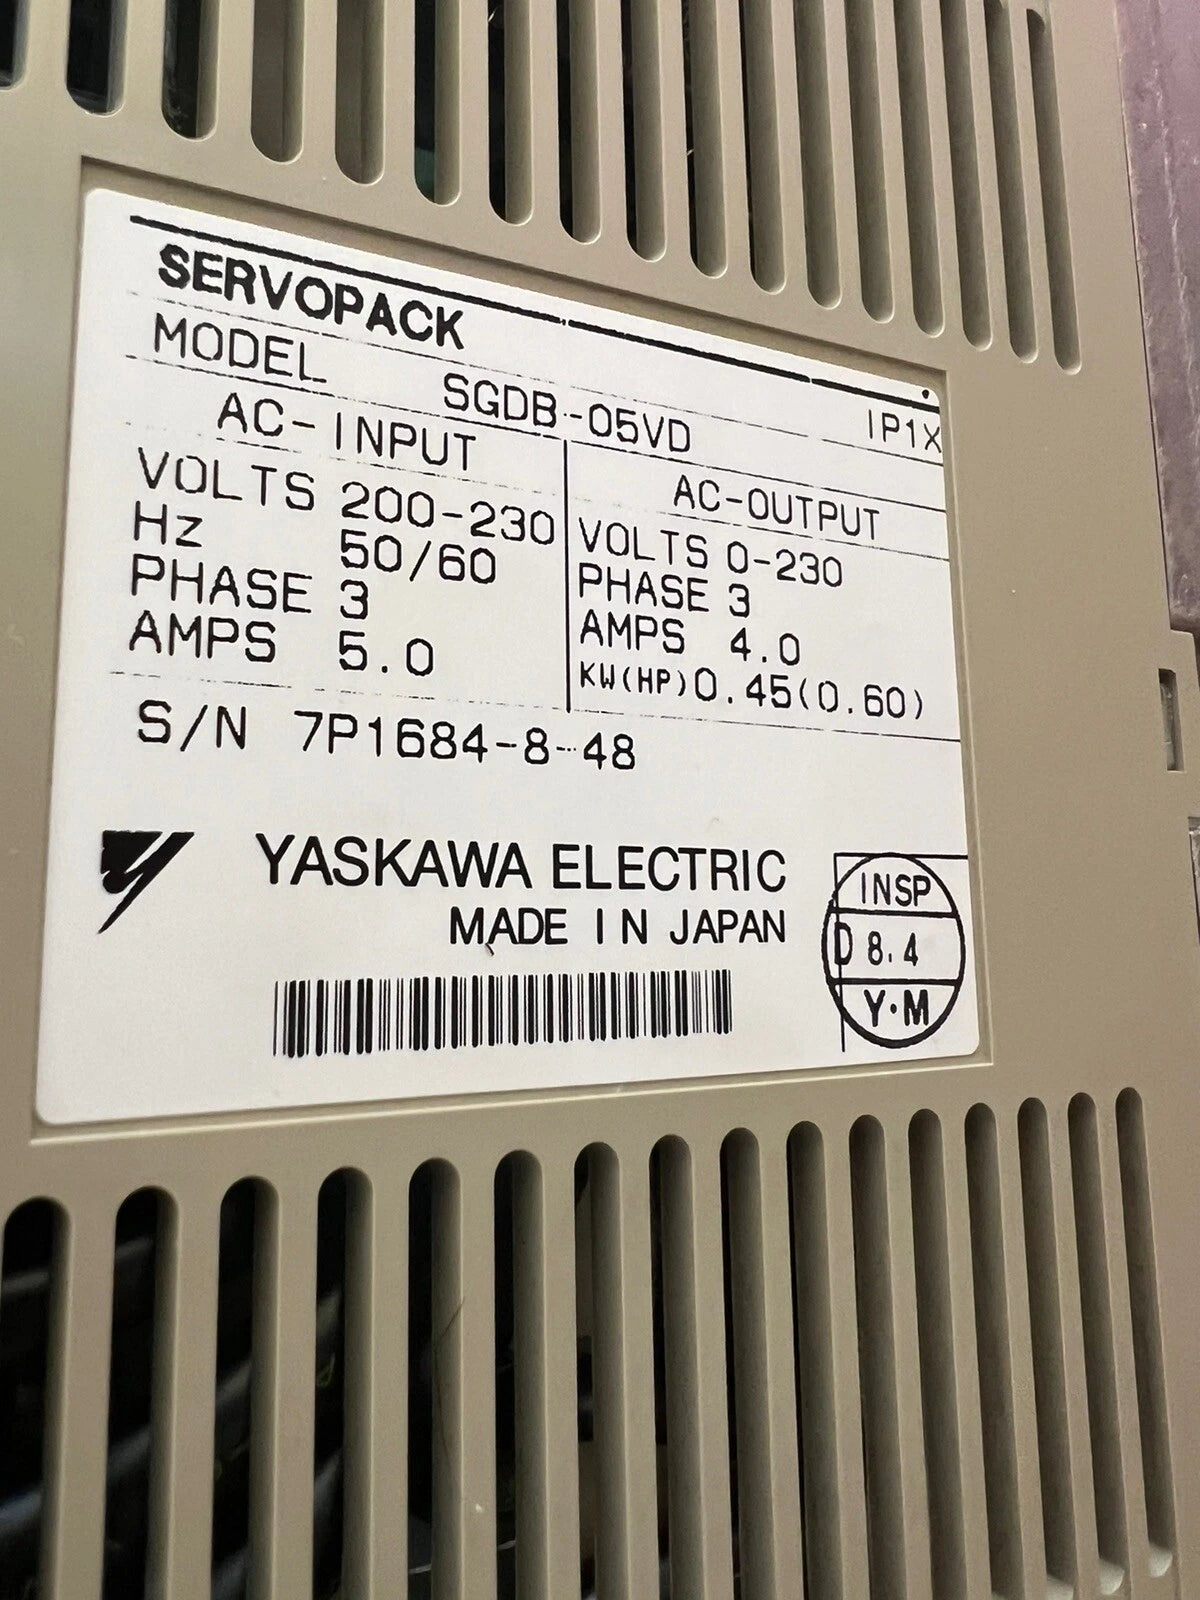 SERVOPACK
MODEL SGDB-05VD IP1X
AC-INPUT
VOLTS 200-230
Hz 50/60
PHASE 3
AMPS 5.0
AC-OUTPUT
VOLTS 0-230
PHASE 3
AMPS 4.0
KW(HP)0.45(0.60)
S/N 7P1684-8-48
YASKAWA ELECTRIC
MADE IN JAPAN
INSP
D 8.4
Y·M